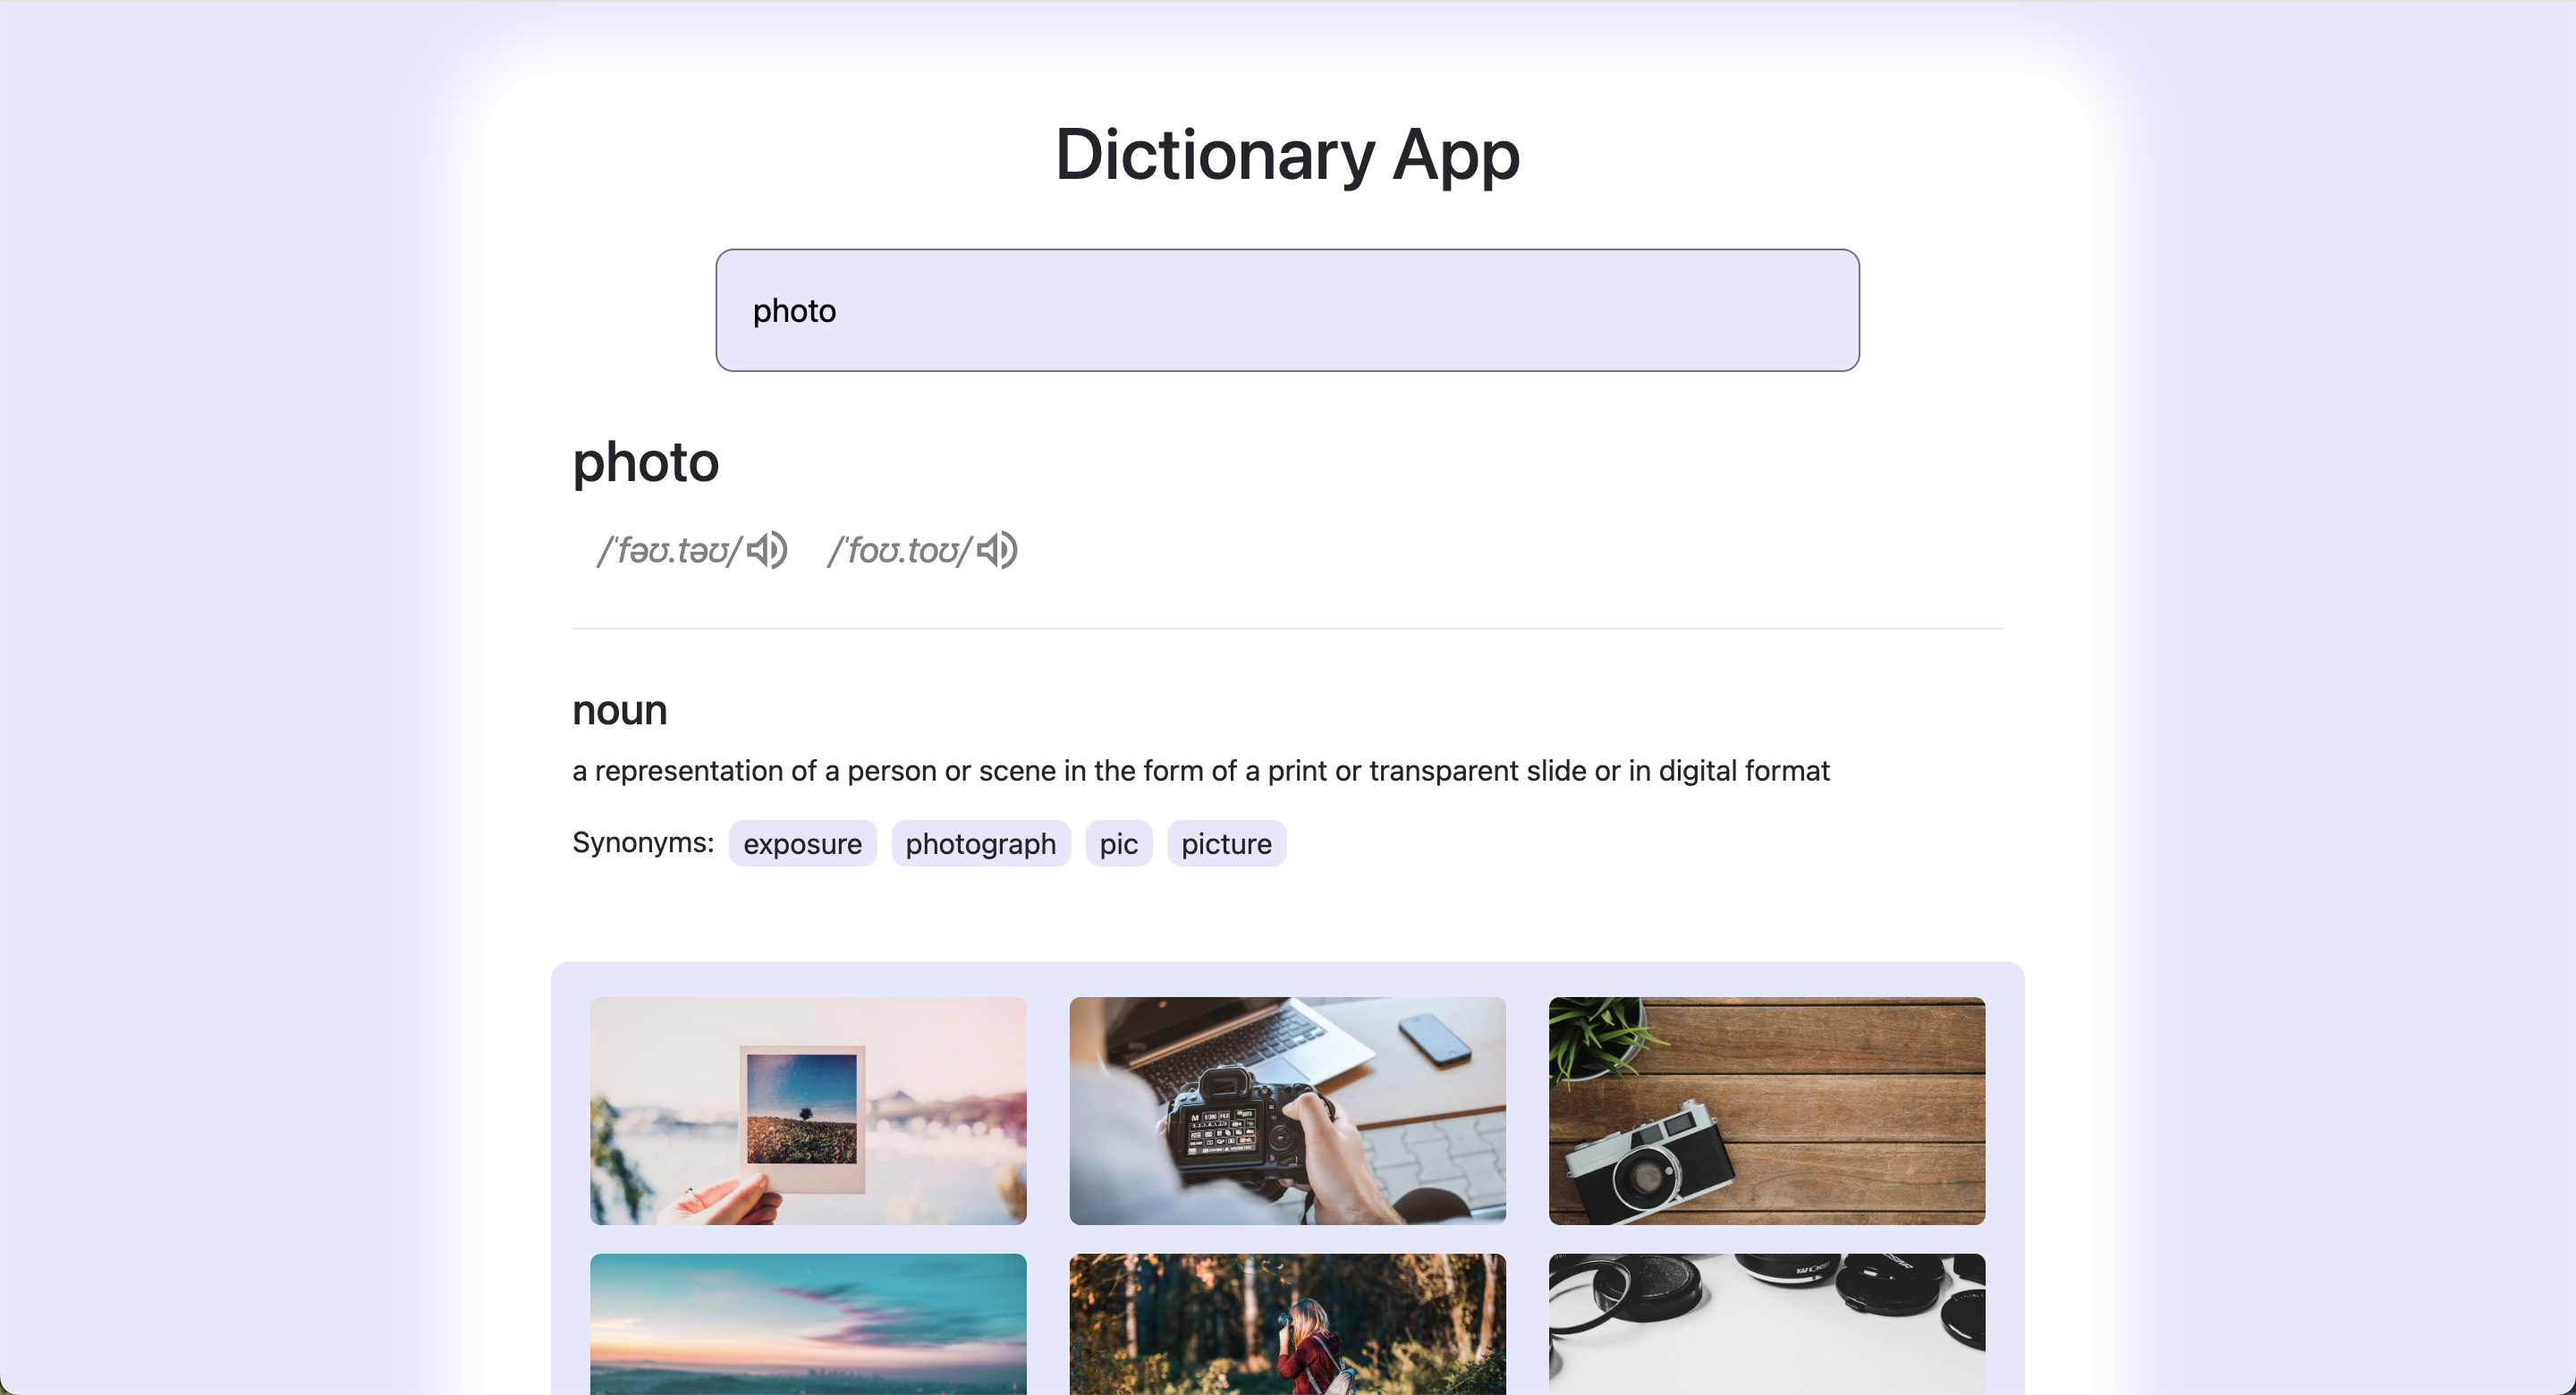 Dictionary App
photo
photo
/ˈfəʊ.təʊ/ /ˈfoʊ.toʊ/
noun
a representation of a person or scene in the form of a print or transparent slide or in digital format
Synonyms: exposure photograph pic picture